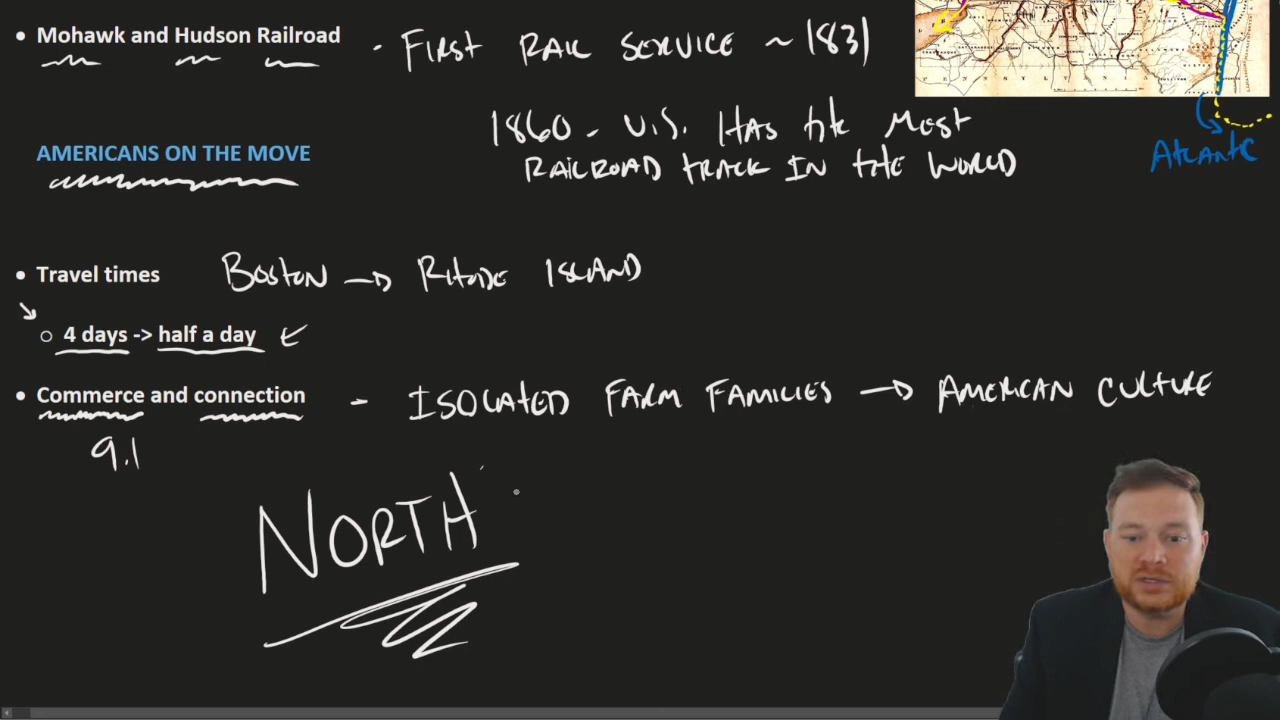 Mohawk and Hudson Railroad - FIRST RAIL SERVICE ~ 1831
1860 - U.S. HAS THE MOST
RAILROAD TRACK IN THE WORLD
AMERICANS ON THE MOVE
Atlantic
Travel times BOSTON -> RHODE ISLAND
4 days -> half a day
Commerce and connection - ISOLATED FARM FAMILIES -> AMERICAN CULTURE
9.1
NORTH